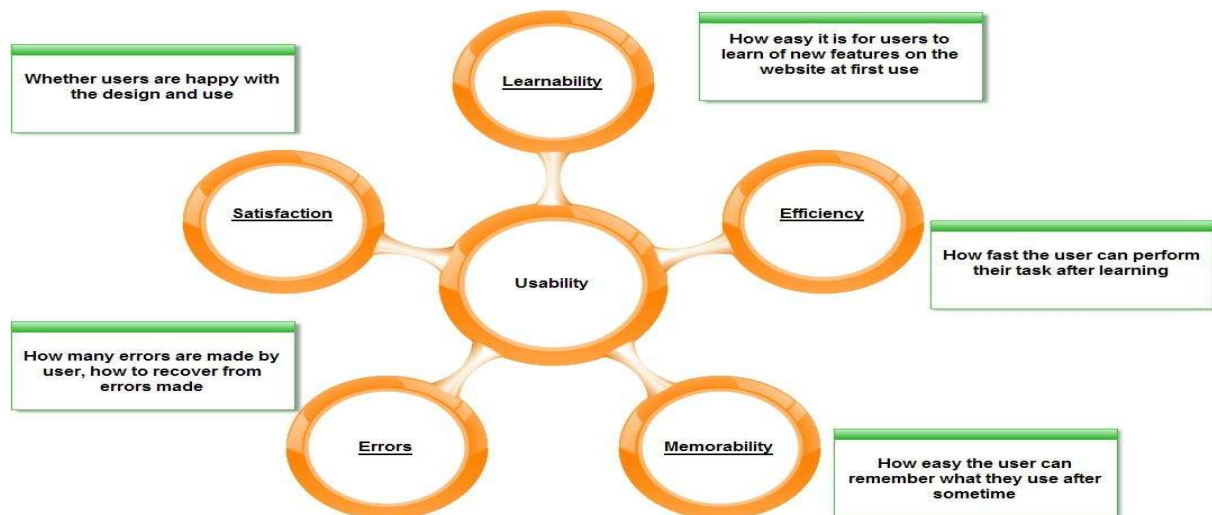 Learnability
How easy it is for users to
learn of new features on the
website at first use
Whether users are happy with
the design and use
Satisfaction
Efficiency
How fast the user can perform
their task after learning
Usability
How many errors are made by
user, how to recover from
errors made
Errors
Memorability
How easy the user can
remember what they use after
sometime